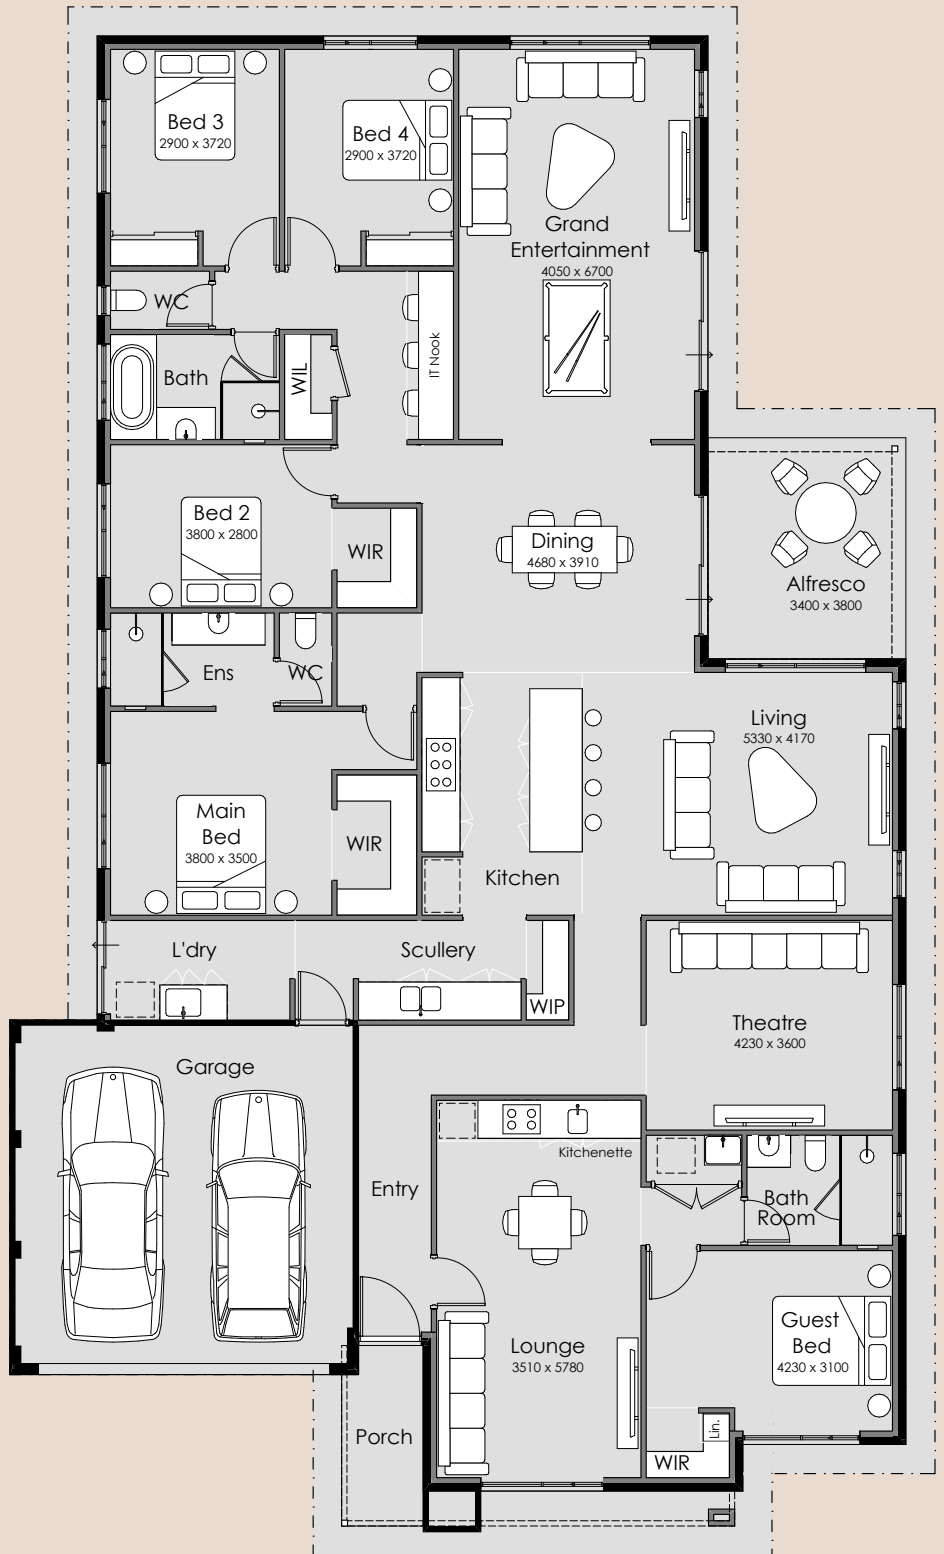 Bed 3
2900 x 3720
Bed 4
2900 x 3720
Grand
Entertainment
4050 x 6700
WC
IT Nook
Bath
WIL
Bed 2
3800 x 2800
WIR
Dining
4680 x 3910
Alfresco
3400 x 3800
Ens
WC
Living
5330 x 4170
Main
Bed
3800 x 3500
WIR
Kitchen
L'dry
Scullery
WIP
Theatre
4230 x 3600
Garage
Kitchenette
Entry
Bath
Room
Lounge
3510 x 5780
Guest
Bed
4230 x 3100
Porch
Lin.
WIR